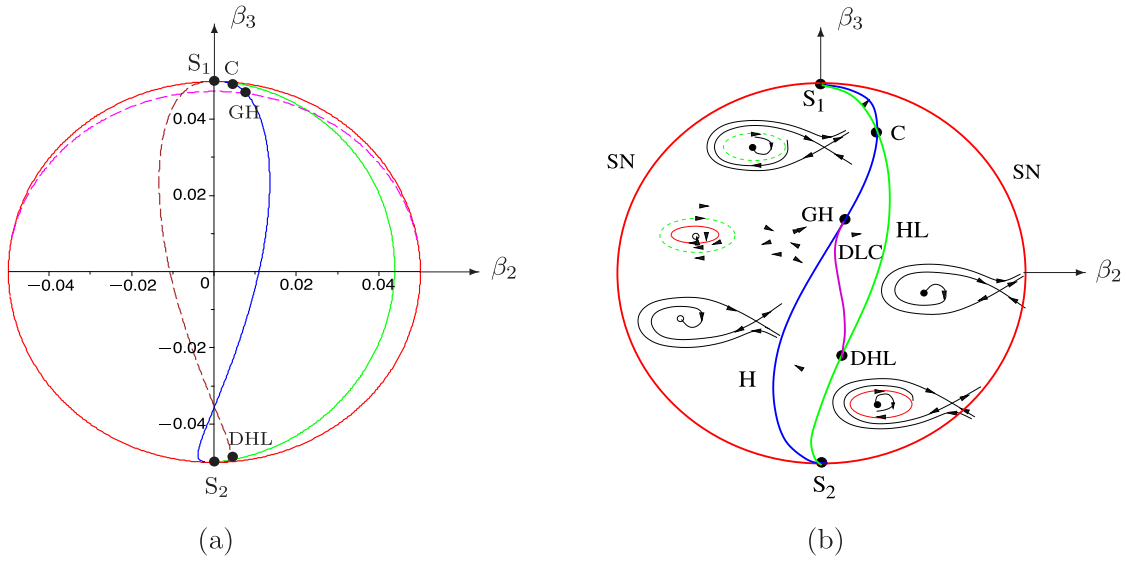 β₃
S₁ C
GH
0.04
0.02
−0.04 −0.02 0 0.02 0.04
β₂
−0.02
−0.04
DHL
S₂
(a)
β₃
S₁
C
SN
SN
GH
HL
DLC
β₂
DHL
H
S₂
(b)